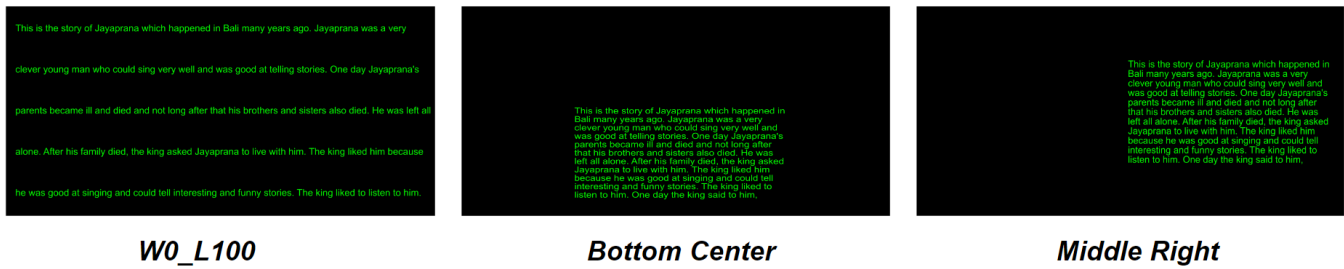 This is the story of Jayaprana which happened in Bali many years ago. Jayaprana was a very
clever young man who could sing very well and was good at telling stories. One day Jayaprana's
parents became ill and died and not long after that his brothers and sisters also died. He was left all
alone. After his family died, the king asked Jayaprana to live with him. The king liked him because
he was good at singing and could tell interesting and funny stories. The king liked to listen to him.
W0_L100
This is the story of Jayaprana which happened in
Bali many years ago. Jayaprana was a very
clever young man who could sing very well and
was good at telling stories. One day Jayaprana's
parents became ill and died and not long after
that his brothers and sisters also died. He was
left all alone. After his family died, the king asked
Jayaprana to live with him. The king liked him
because he was good at singing and could tell
interesting and funny stories. The king liked to
listen to him. One day the king said to him,
Bottom Center
This is the story of Jayaprana which happened in
Bali many years ago. Jayaprana was a very
clever young man who could sing very well and
was good at telling stories. One day Jayaprana's
parents became ill and died and not long after
that his brothers and sisters also died. He was
left all alone. After his family died, the king asked
Jayaprana to live with him. The king liked him
because he was good at singing and could tell
interesting and funny stories. The king liked to
listen to him. One day the king said to him,
Middle Right